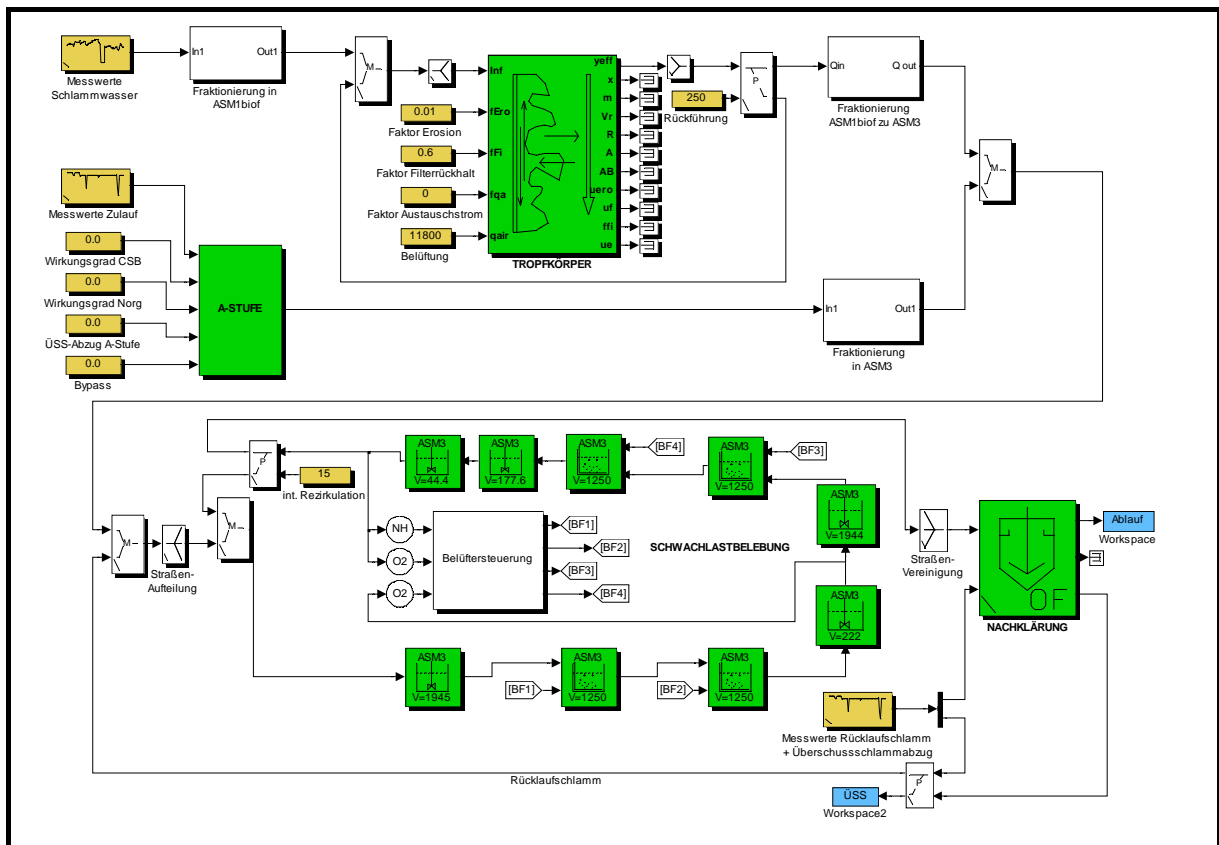 Messwerte
Schlammwasser
In1
Out1
Fraktionierung in
ASM1biof
M
Inf
fEro
fFi
fqa
qair
0.01
Faktor Erosion
0.6
Faktor Filterrückhalt
0
Faktor Austauschstrom
11800
Belüftung
yeff
x
m
Vr
R
A
AB
uero
uf
ffi
ue
TROPFKÖRPER
250
Rückführung
P
Qin
Q out
Fraktionierung
ASM1biof zu ASM3
M
Messwerte Zulauf
0.0
Wirkungsgrad CSB
0.0
Wirkungsgrad Norg
0.0
ÜSS-Abzug A-Stufe
0.0
Bypass
A-STUFE
In1
Out1
Fraktionierung
in ASM3
P
15
int. Rezirkulation
ASM3
V=44.4
ASM3
V=177.6
ASM3
V=1250
[BF4]
ASM3
V=1250
[BF3]
ASM3
V=1944
M
Straßen-
Aufteilung
M
NH
O2
O2
Belüftersteuerung
[BF1]
[BF2]
[BF3]
[BF4]
SCHWACHLASTBELEBUNG
Straßen-
Vereinigung
OF
NACHKLÄRUNG
Ablauf
Workspace
ASM3
V=222
ASM3
V=1945
[BF1]
ASM3
V=1250
[BF2]
ASM3
V=1250
Messwerte Rücklaufschlamm
+ Überschussschlammabzug
Rücklaufschlamm
P
ÜSS
Workspace2